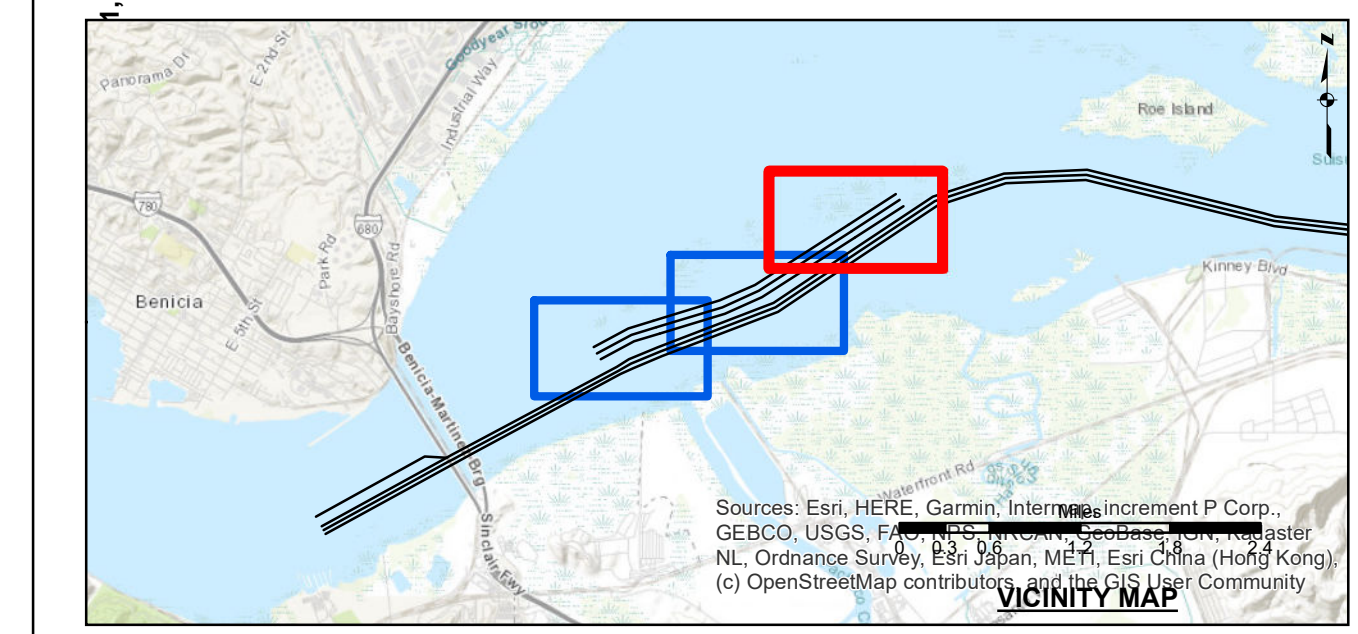 1,
Goodyear Slou
Panorama Dr
E 2nd St
Industrial Way
N
Roe Island
Suis
780
680
Park Rd
Bayshore Rd
Kinney Blvd
Benicia
E 5th St
Benicia-Martinez Brg
Waterfront Rd
Sinclair Fwy
Miles
0 0.3 0.6 1.2 1.8 2.4
Sources: Esri, HERE, Garmin, Intermap, increment P Corp.,
GEBCO, USGS, FAO, NPS, NRCAN, GeoBase, IGN, Kadaster
NL, Ordnance Survey, Esri Japan, METI, Esri China (Hong Kong),
(c) OpenStreetMap contributors, and the GIS User Community
VICINITY MAP